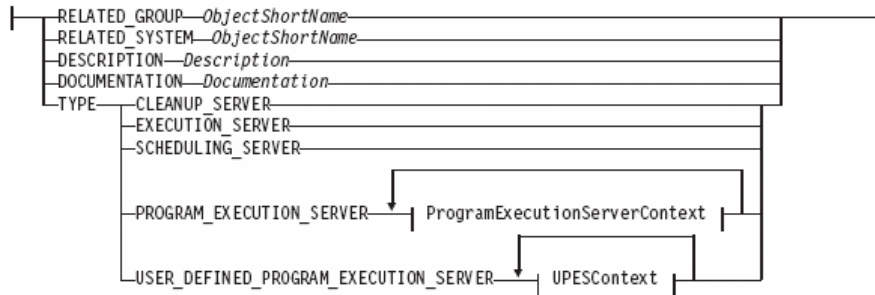 RELATED_GROUP ObjectShortName
RELATED_SYSTEM ObjectShortName
DESCRIPTION Description
DOCUMENTATION Documentation
TYPE CLEANUP_SERVER
EXECUTION_SERVER
SCHEDULING_SERVER
PROGRAM_EXECUTION_SERVER ProgramExecutionServerContext
USER_DEFINED_PROGRAM_EXECUTION_SERVER UPESContext